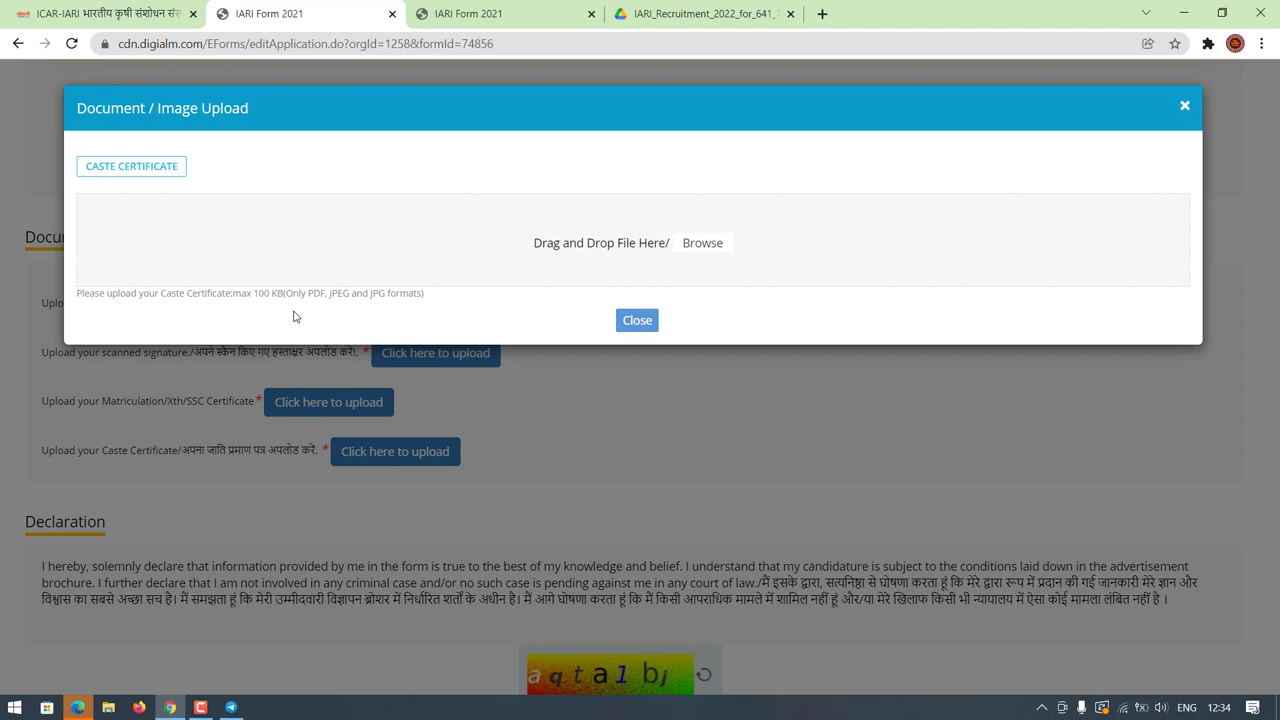 ICAR-IARI भारतीय कृषि संशोधन संस
IARI Form 2021
IARI Form 2021
IARI_Recruitment_2022_for_641_
cdn.digialm.com/EForms/editApplication.do?orgId=1258&formId=74856
Document / Image Upload
CASTE CERTIFICATE
Drag and Drop File Here/ Browse
Please upload your Caste Certificate:max 100 KB(Only PDF, JPEG and JPG formats)
Close
Docu
Uplo
Upload your scanned signature./अपने स्कैन किए गए हस्ताक्षर अपलोड करें!. * Click here to upload
Upload your Matriculation/Xth/SSC Certificate * Click here to upload
Upload your Caste Certificate/अपना जाति प्रमाण पत्र अपलोड करें. * Click here to upload
Declaration
I hereby, solemnly declare that information provided by me in the form is true to the best of my knowledge and belief. I understand that my candidature is subject to the conditions laid down in the advertisement
brochure. I further declare that I am not involved in any criminal case and/or no such case is pending against me in any court of law./मैं इसके द्वारा, सत्यनिष्ठा से घोषणा करता हूं कि मेरे द्वारा रूप में प्रदान की गई जानकारी मेरे ज्ञान और
विश्वास का सबसे अच्छा सच है। मैं समझता हूं कि मेरी उम्मीदवारी विज्ञापन ब्रोशर में निर्धारित शर्तों के अधीन है। मैं आगे घोषणा करता हूं कि मैं किसी आपराधिक मामले में शामिल नहीं हूं और/या मेरे खिलाफ किसी भी न्यायालय में ऐसा कोई मामला लंबित नहीं है ।
a q t a 1 b j
ENG 12:34